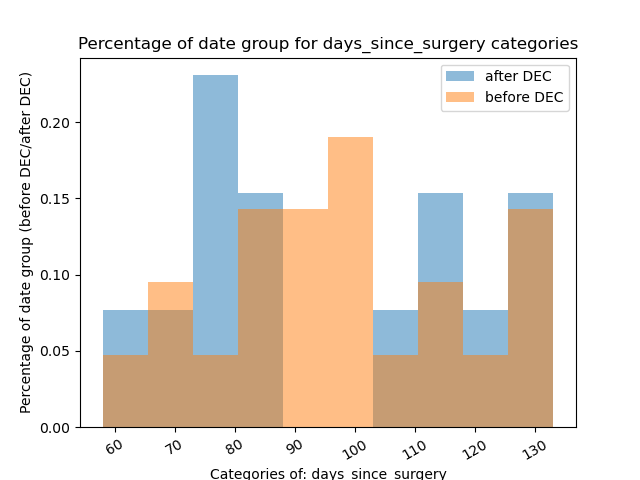 Percentage of date group for days_since_surgery categories
after DEC
before DEC
Percentage of date group (before DEC/after DEC)
0.20
0.15
0.10
0.05
0.00
60
70
80
90
100
110
120
130
Categories of: days_since_surgery